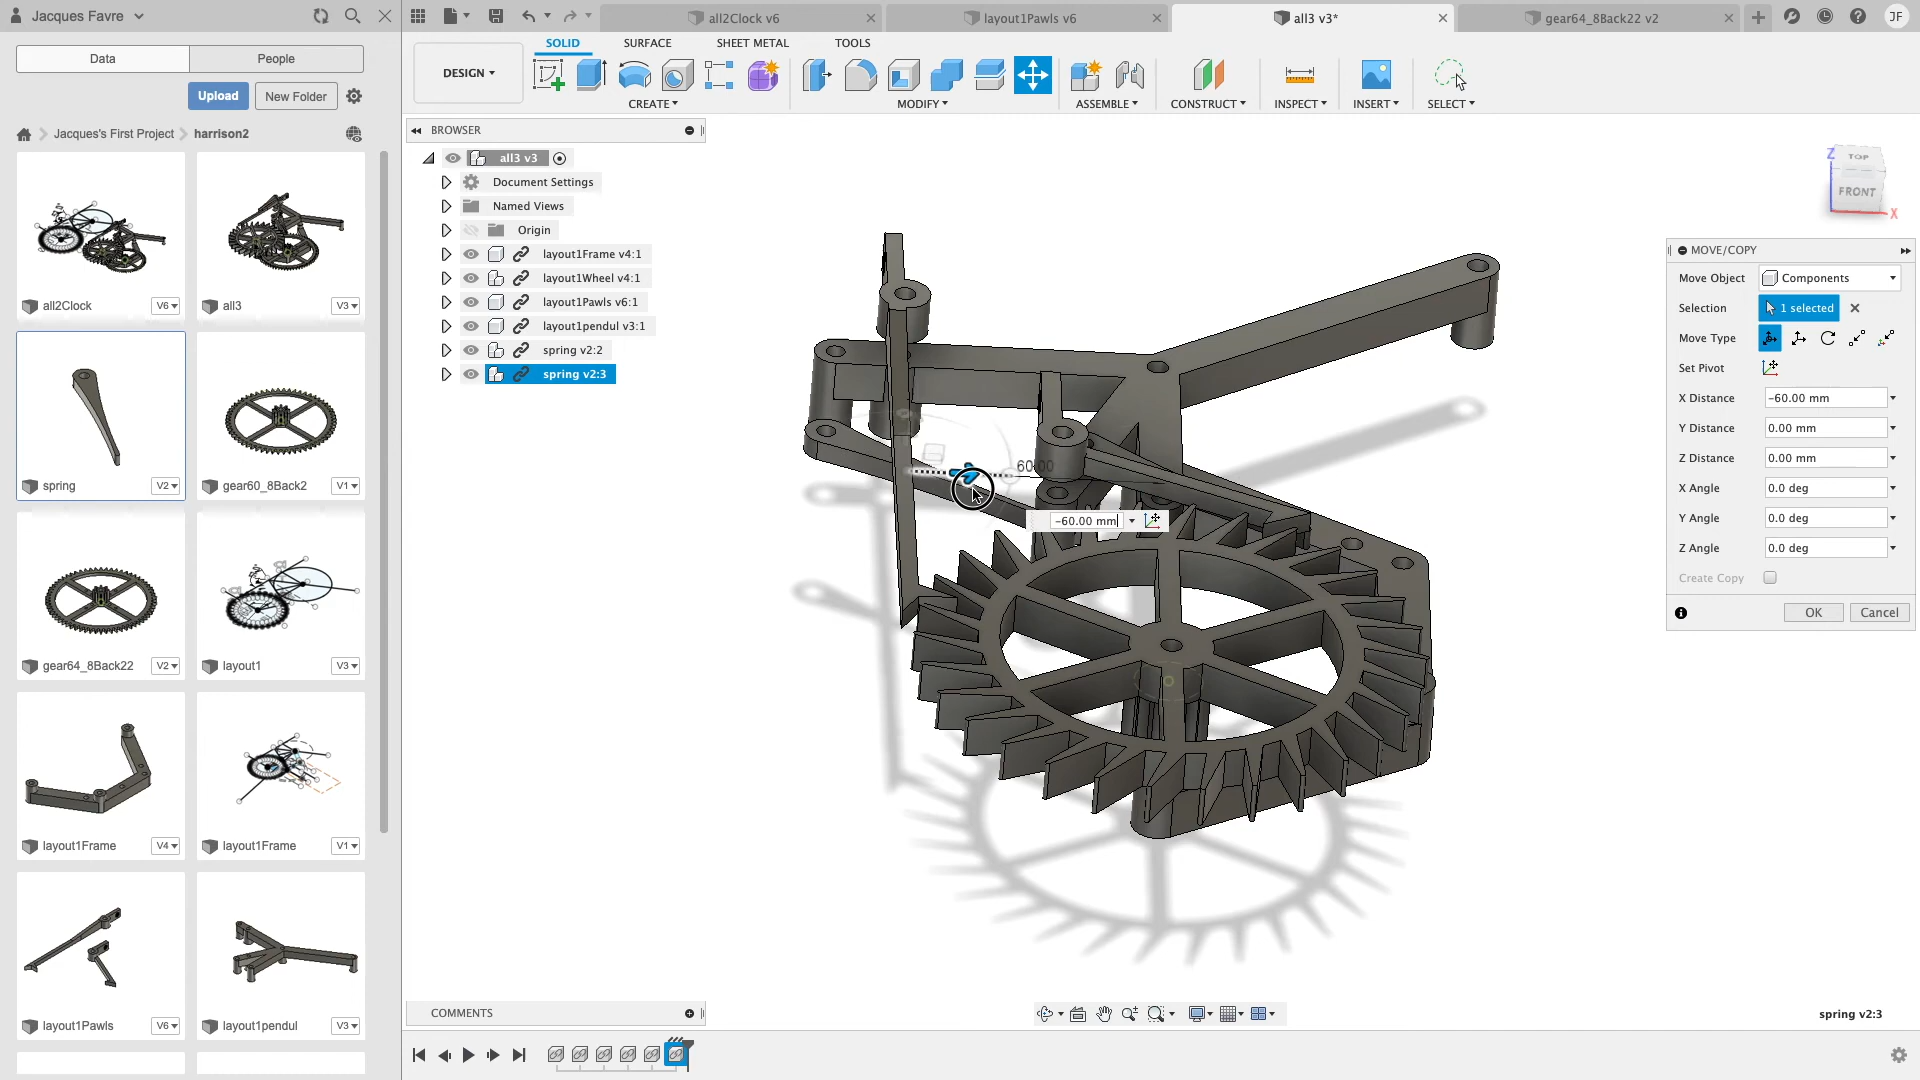 Jacques Favre
all2Clock v6
layout1Pawls v6
all3 v3*
gear64_8Back22 v2
JF
Data
People
SOLID
SURFACE
SHEET METAL
TOOLS
DESIGN
Upload
New Folder
CREATE
MODIFY
ASSEMBLE
CONSTRUCT
INSPECT
INSERT
SELECT
Jacques's First Project
harrison2
BROWSER
all3 v3
Document Settings
Named Views
Origin
layout1Frame v4:1
layout1Wheel v4:1
layout1Pawls v6:1
layout1pendul v3:1
spring v2:2
spring v2:3
all2Clock
V6
all3
V3
spring
V2
gear60_8Back2
V1
gear64_8Back22
V2
layout1
V3
layout1Frame
V4
layout1Frame
V1
layout1Pawls
V6
layout1pendul
V3
Z
TOP
FRONT
X
60.00
-60.00 mm
MOVE/COPY
Move Object
Components
Selection
1 selected
Move Type
Set Pivot
X Distance
-60.00 mm
Y Distance
0.00 mm
Z Distance
0.00 mm
X Angle
0.0 deg
Y Angle
0.0 deg
Z Angle
0.0 deg
Create Copy
OK
Cancel
COMMENTS
spring v2:3